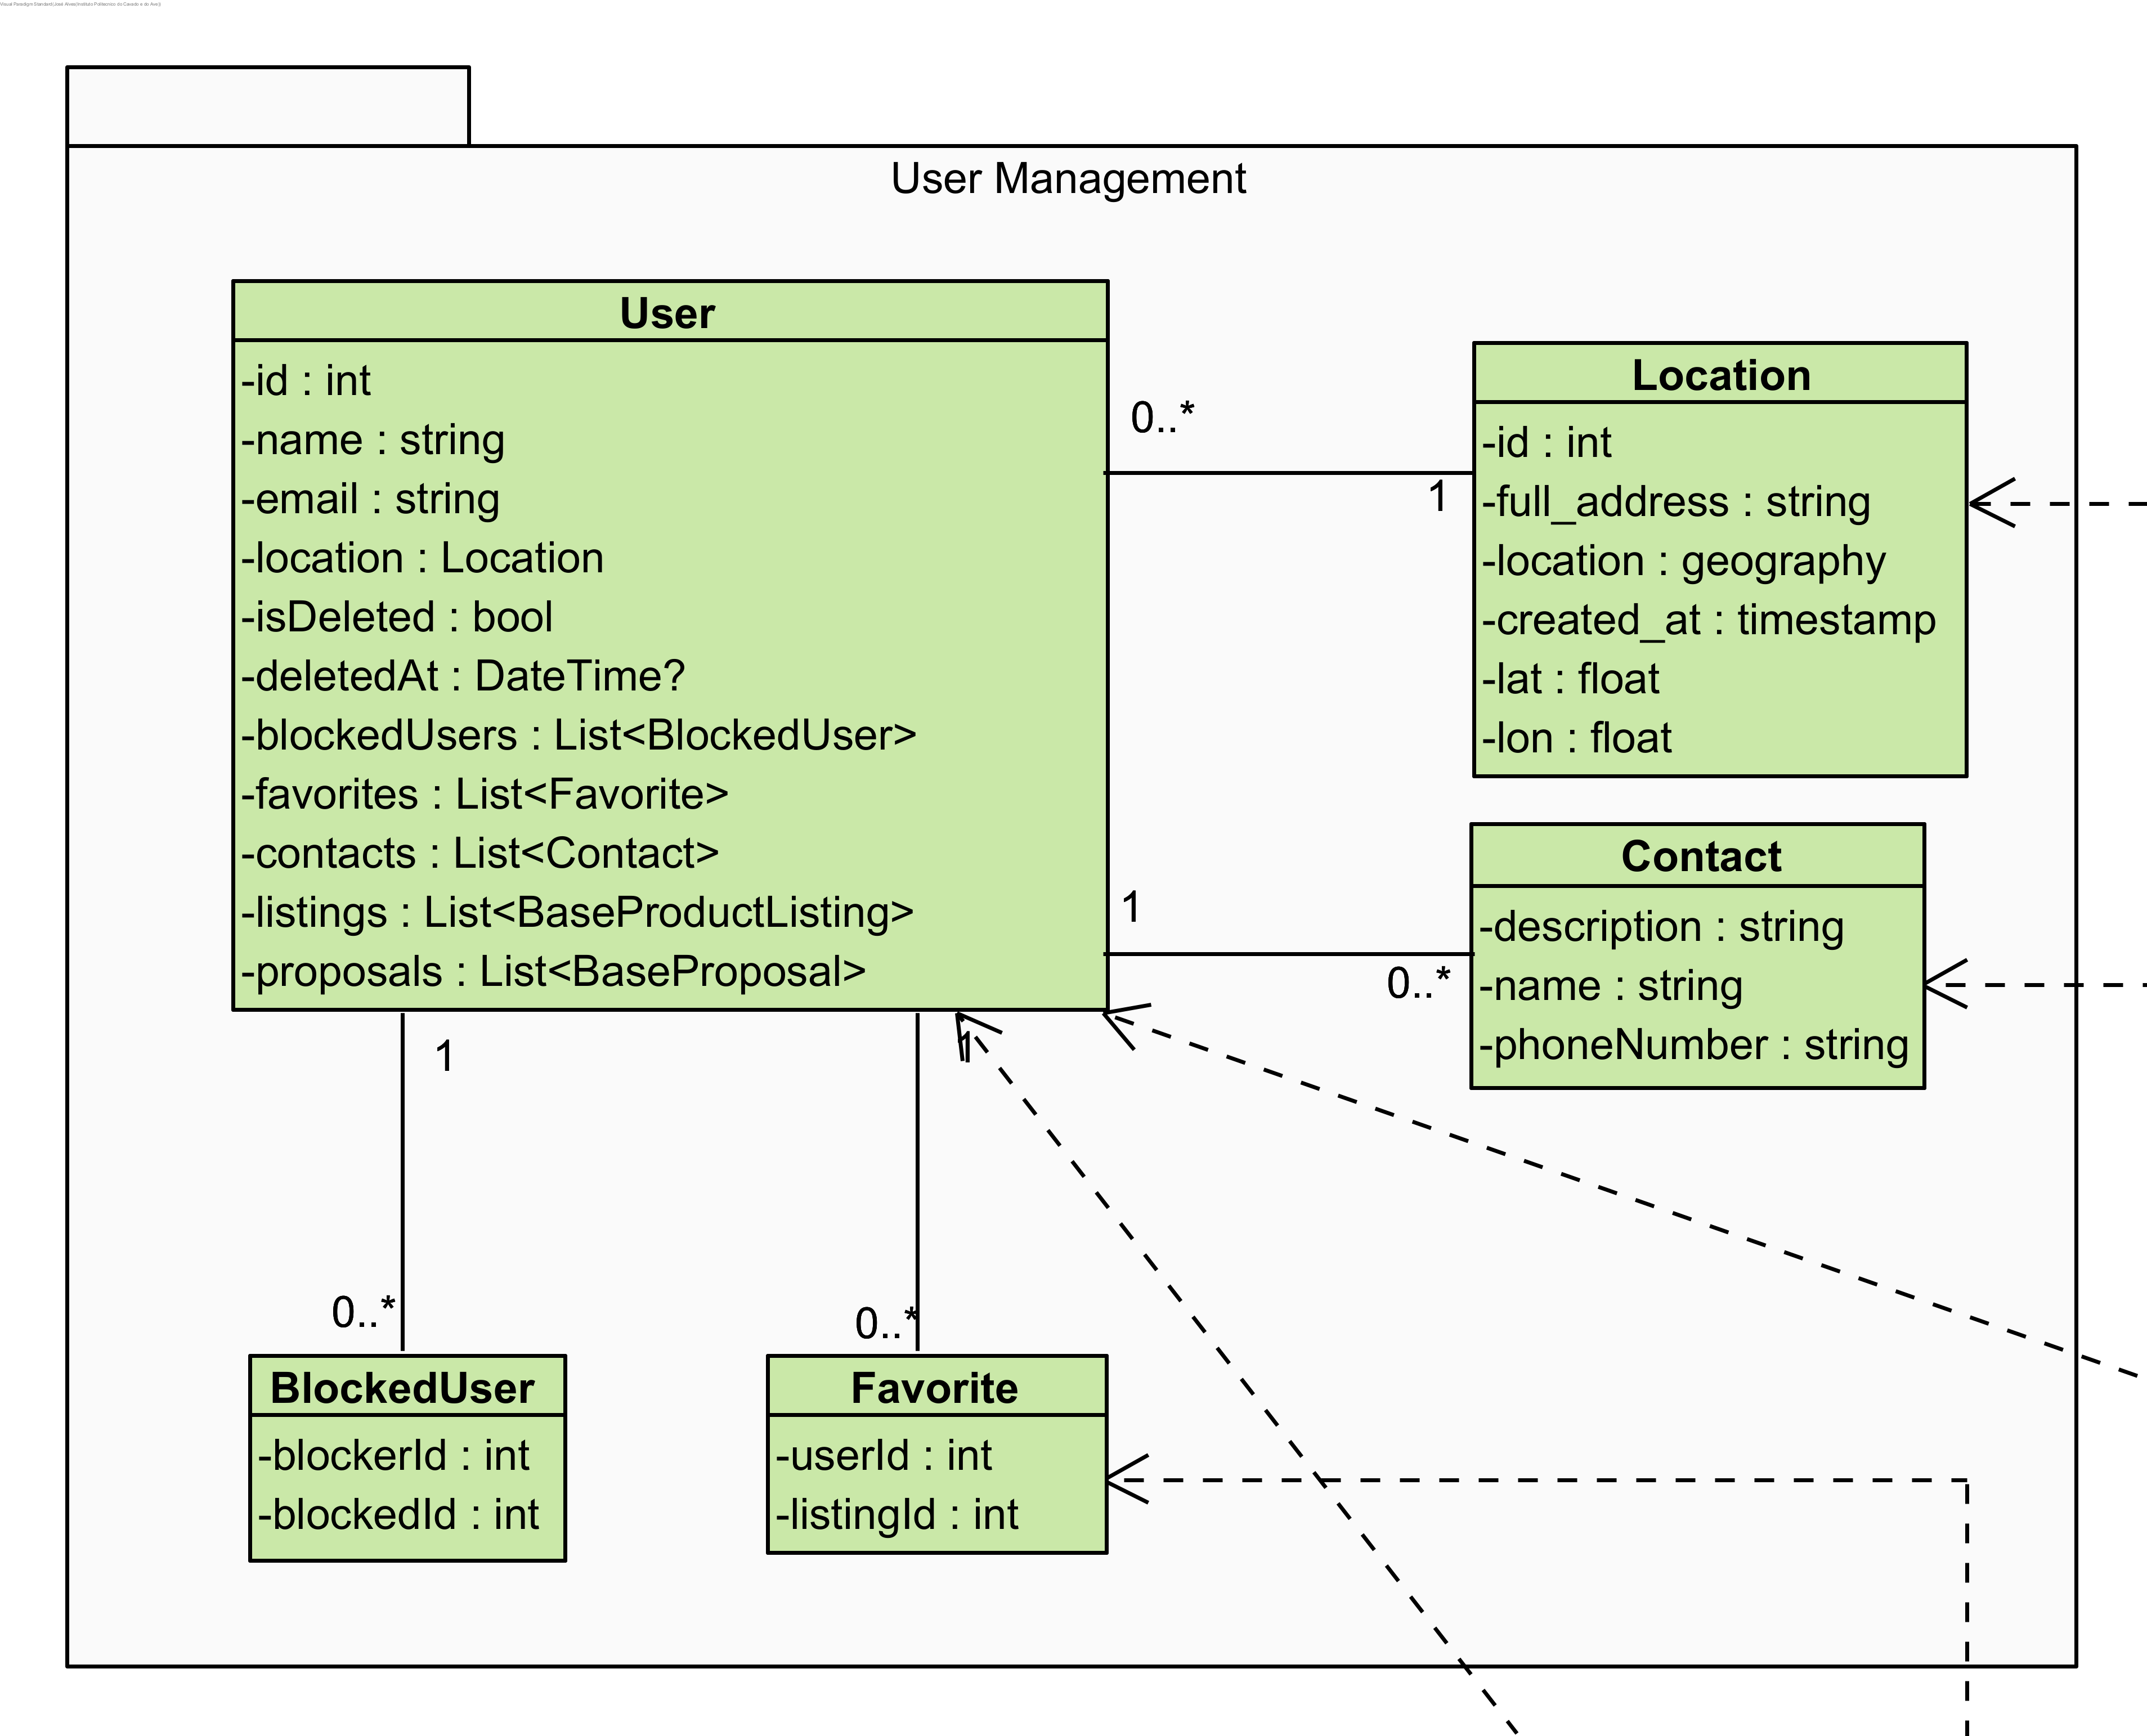 Visual Paradigm Standard(José Alves(Instituto Politécnico do Cávado e do Ave))
User Management
User
-id : int
-name : string
-email : string
-location : Location
-isDeleted : bool
-deletedAt : DateTime?
-blockedUsers : List<BlockedUser>
-favorites : List<Favorite>
-contacts : List<Contact>
-listings : List<BaseProductListing>
-proposals : List<BaseProposal>
0..*
1
Location
-id : int
-full_address : string
-location : geography
-created_at : timestamp
-lat : float
-lon : float
1
0..*
Contact
-description : string
-name : string
-phoneNumber : string
1
0..*
1
0..*
BlockedUser
-blockerId : int
-blockedId : int
Favorite
-userId : int
-listingId : int